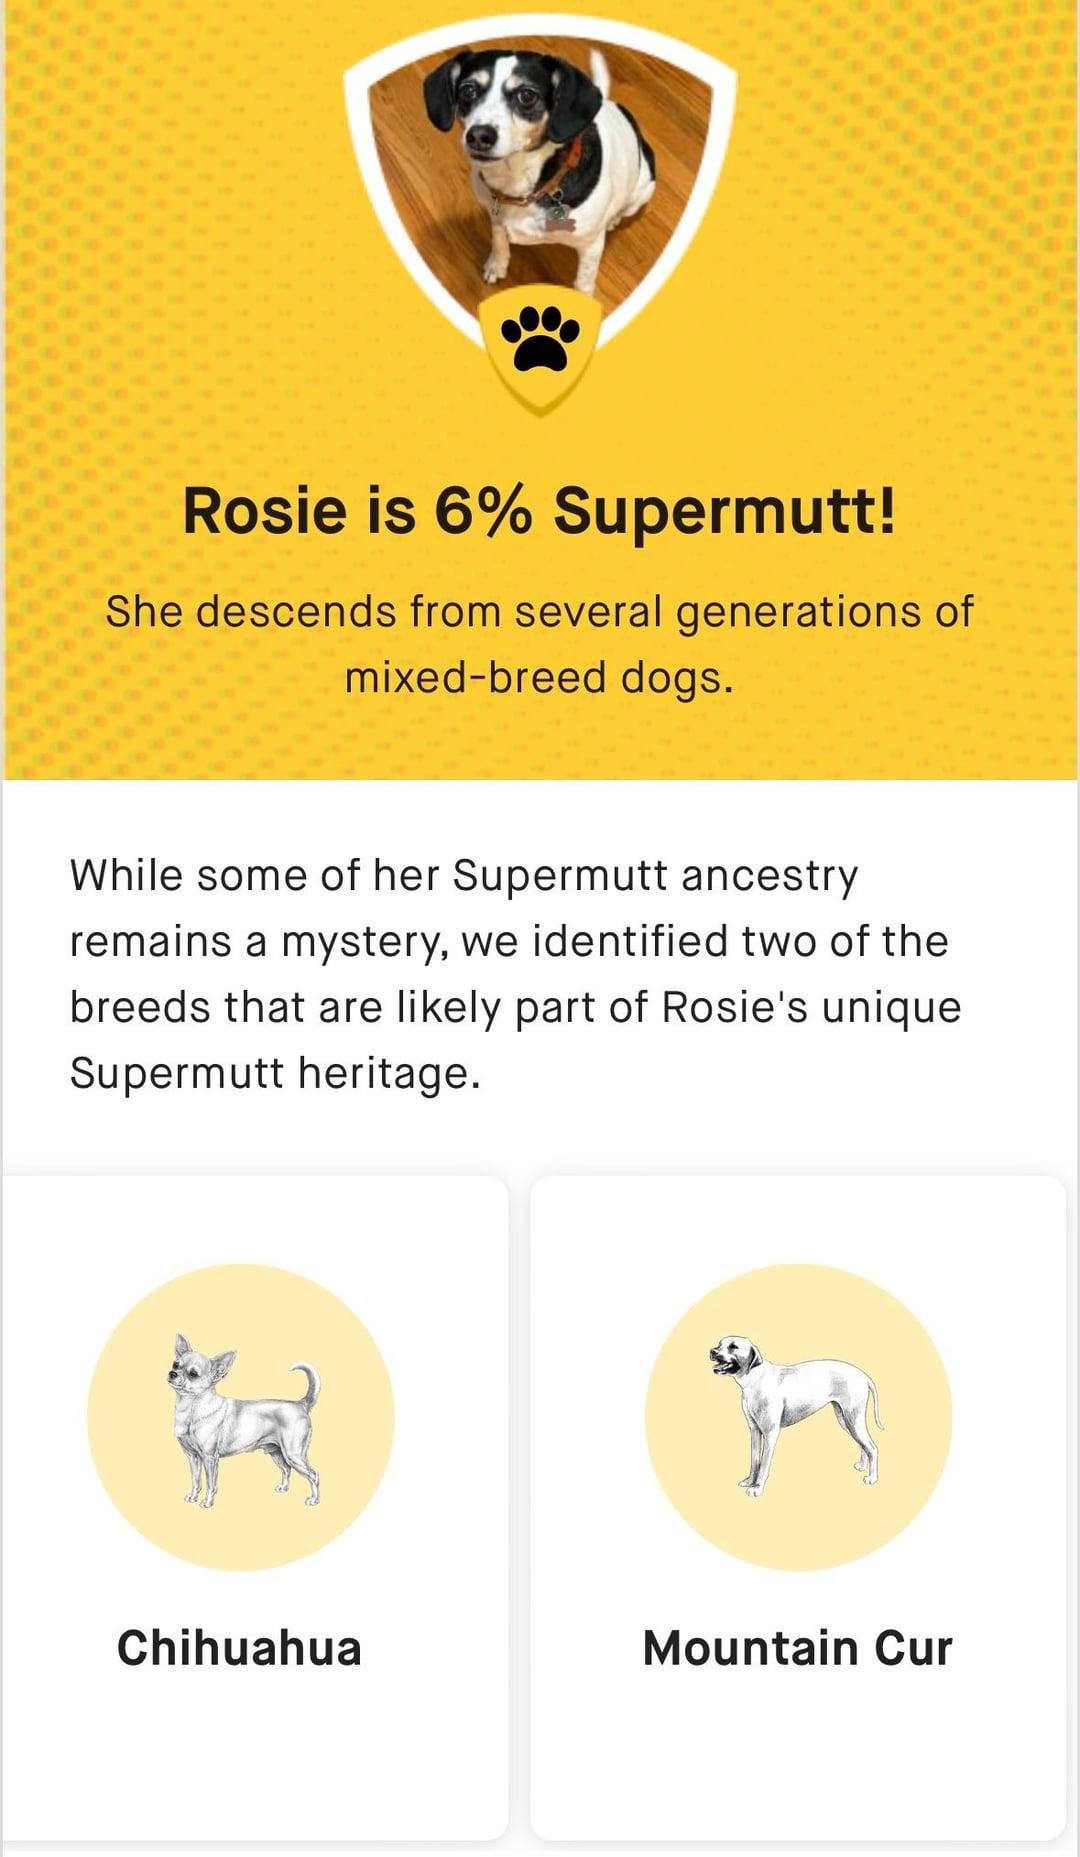 Rosie is 6% Supermutt!
She descends from several generations of
mixed-breed dogs.
While some of her Supermutt ancestry
remains a mystery, we identified two of the
breeds that are likely part of Rosie's unique
Supermutt heritage.
Chihuahua
Mountain Cur